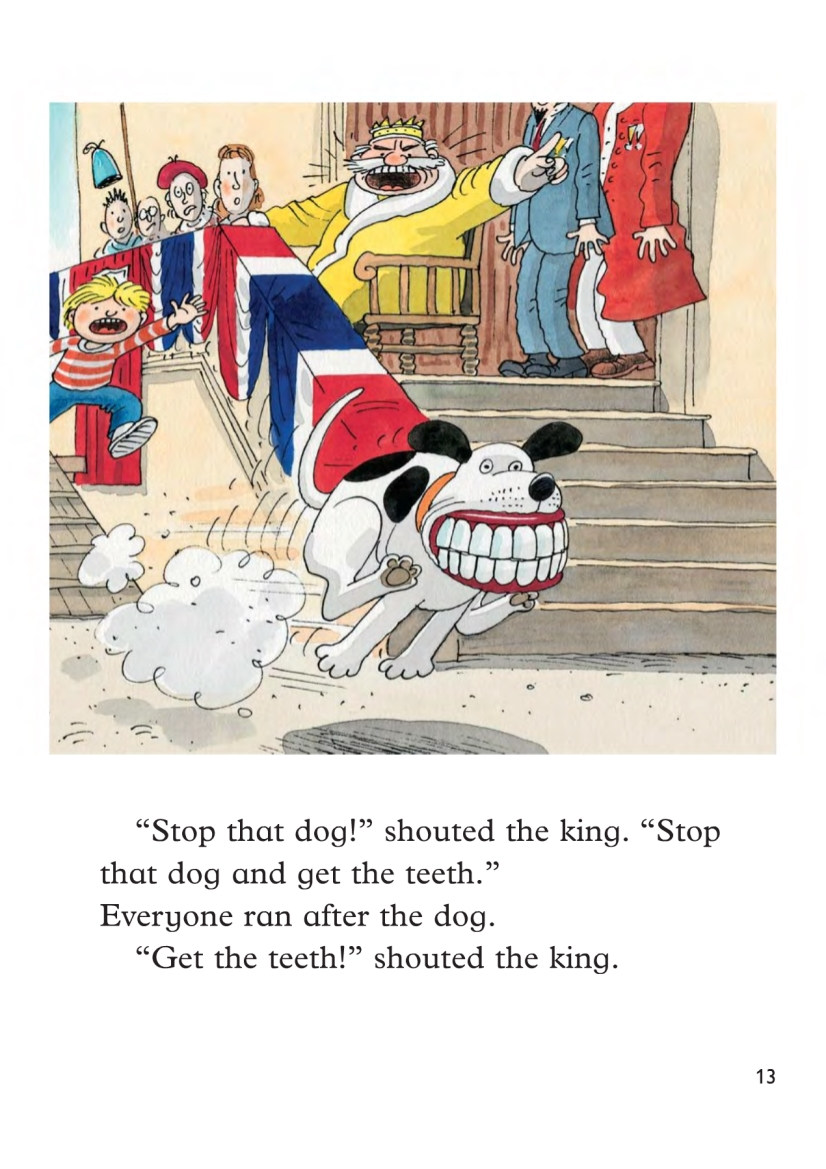 “Stop that dog!” shouted the king. “Stop
that dog and get the teeth.”
Everyone ran after the dog.
“Get the teeth!” shouted the king.
13